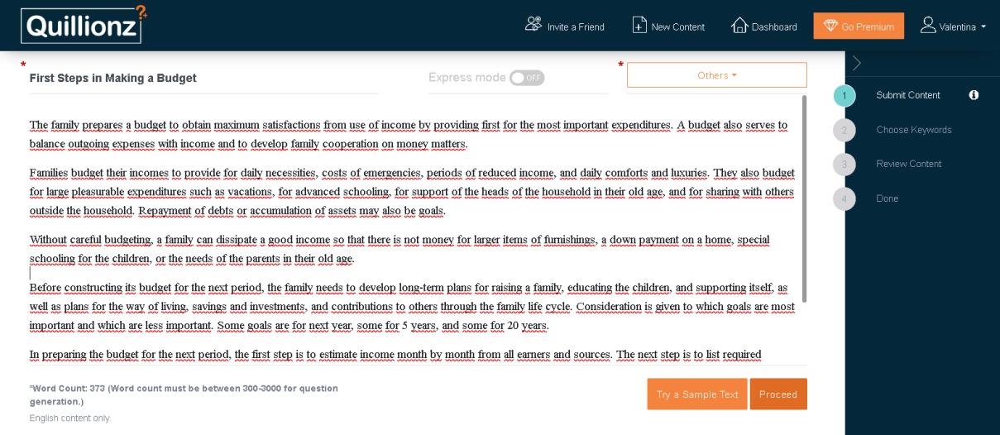 Quillionz?+
Invite a Friend
New Content
Dashboard
Go Premium
Valentina
* First Steps in Making a Budget
Express mode OFF
* Others
The family prepares a budget to obtain maximum satisfactions from use of income by providing first for the most important expenditures. A budget also serves to
balance outgoing expenses with income and to develop family cooperation on money matters.
Families budget their incomes to provide for daily necessities, costs of emergencies, periods of reduced income, and daily comforts and luxuries. They also budget
for large pleasurable expenditures such as vacations, for advanced schooling, for support of the heads of the household in their old age, and for sharing with others
outside the household. Repayment of debts or accumulation of assets may also be goals.
Without careful budgeting, a family can dissipate a good income so that there is not money for larger items of furnishings, a down payment on a home, special
schooling for the children, or the needs of the parents in their old age.
Before constructing its budget for the next period, the family needs to develop long-term plans for raising a family, educating the children, and supporting itself, as
well as plans for the way of living, savings and investments, and contributions to others through the family life cycle. Consideration is given to which goals are most
important and which are less important. Some goals are for next year, some for 5 years, and some for 20 years.
In preparing the budget for the next period, the first step is to estimate income month by month from all earners and sources. The next step is to list required
*Word Count: 373 (Word count must be between 300-3000 for question
generation.)
English content only.
Try a Sample Text
Proceed
1 Submit Content
2 Choose Keywords
3 Review Content
4 Done